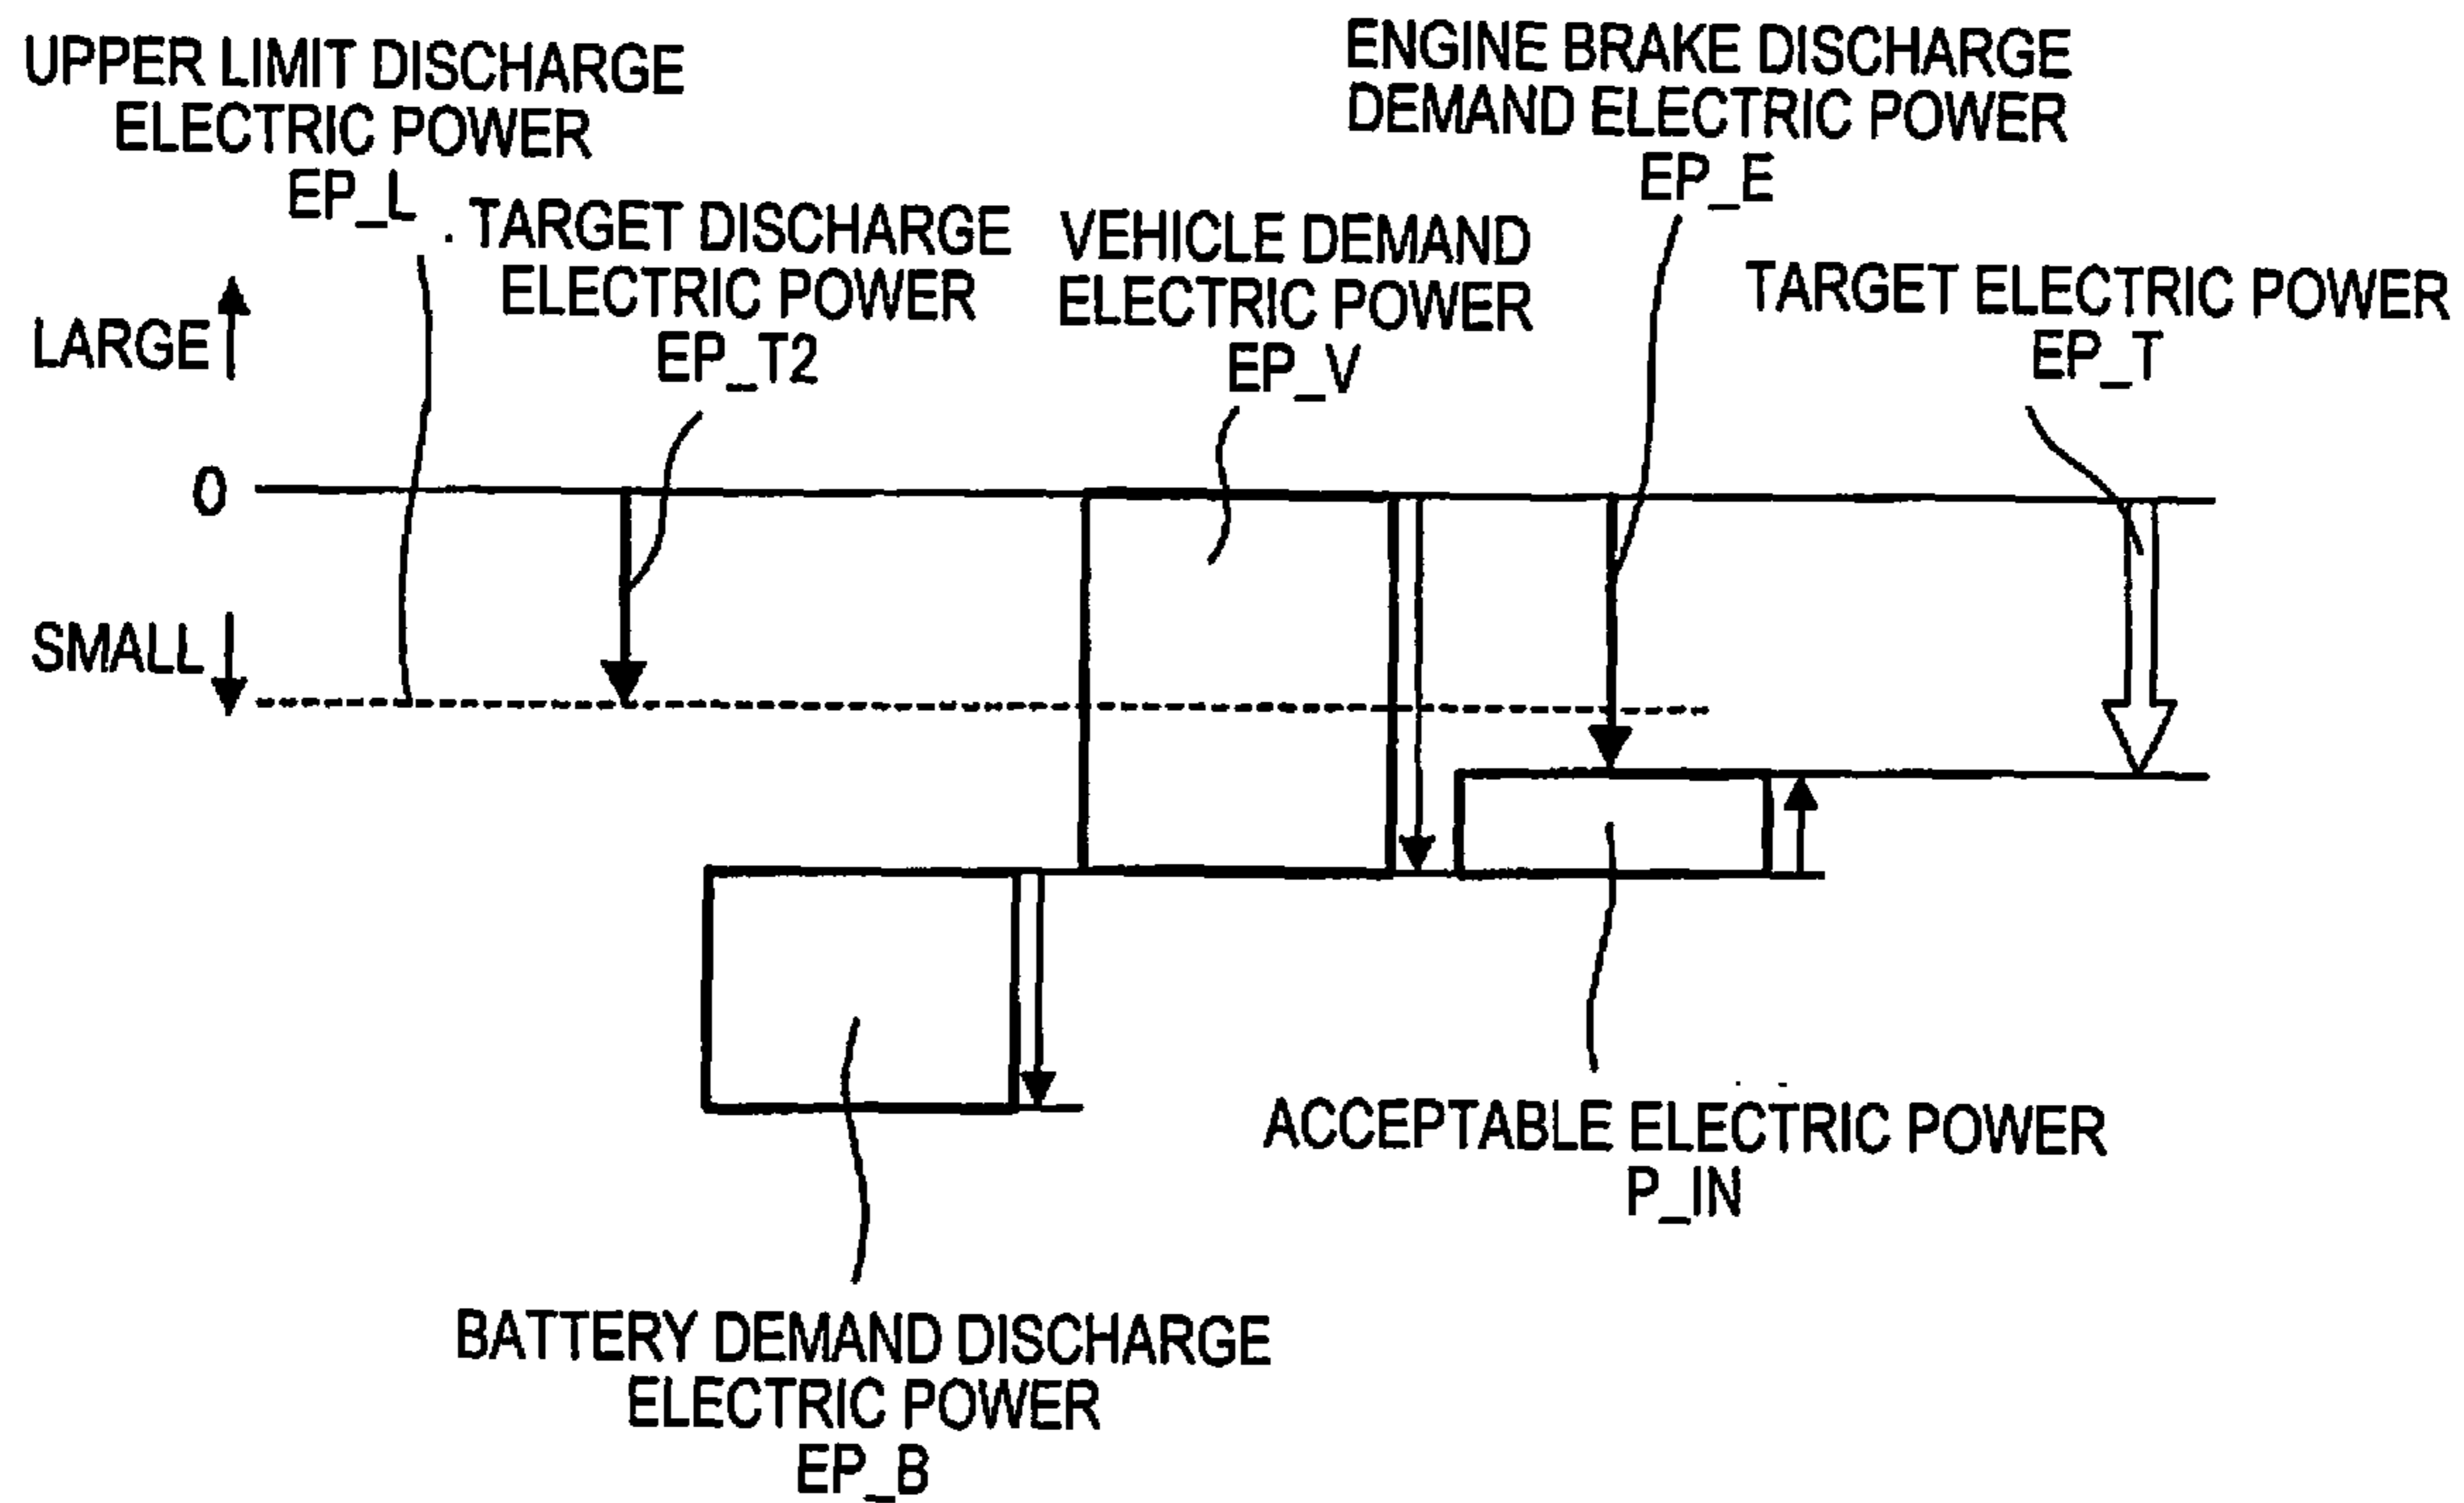 UPPER LIMIT DISCHARGE
ELECTRIC POWER
EP_L
TARGET DISCHARGE
ELECTRIC POWER
EP_T2
VEHICLE DEMAND
ELECTRIC POWER
EP_V
ENGINE BRAKE DISCHARGE
DEMAND ELECTRIC POWER
EP_E
TARGET ELECTRIC POWER
EP_T
LARGE
0
SMALL
ACCEPTABLE ELECTRIC POWER
P_IN
BATTERY DEMAND DISCHARGE
ELECTRIC POWER
EP_B